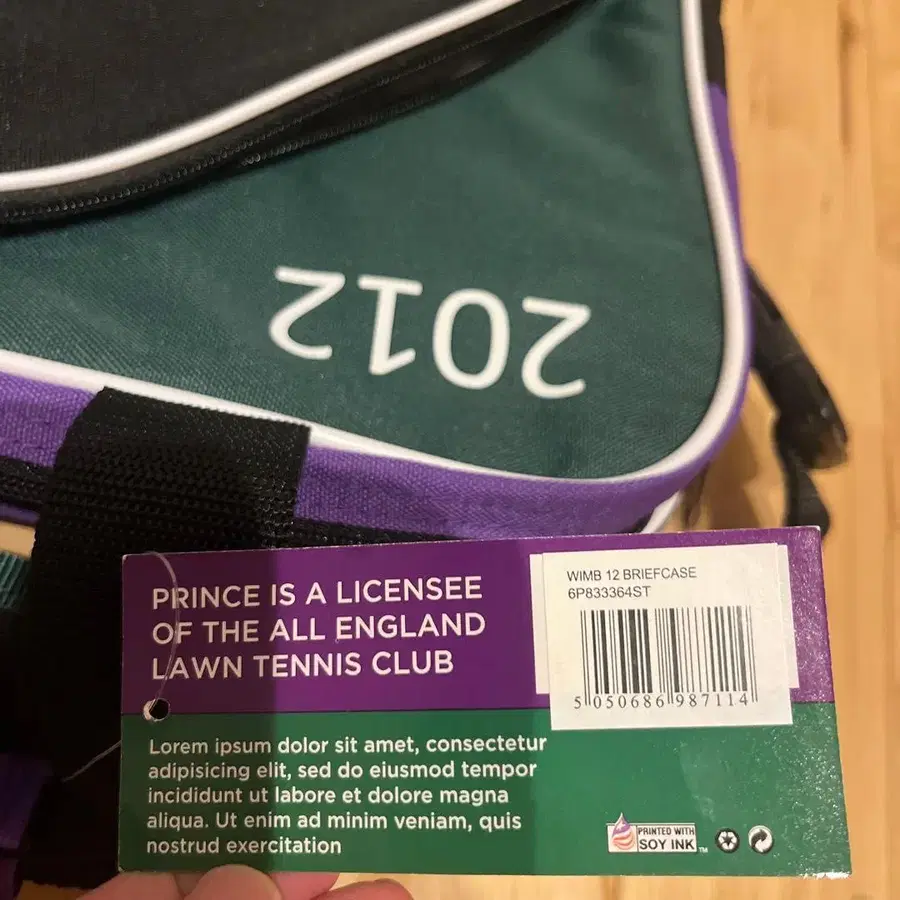 2012
PRINCE IS A LICENSEE
OF THE ALL ENGLAND
LAWN TENNIS CLUB
WIMB 12 BRIEFCASE
6P833364ST
5 050686 987114
Lorem ipsum dolor sit amet, consectetur
adipisicing elit, sed do eiusmod tempor
incididunt ut labore et dolore magna
aliqua. Ut enim ad minim veniam, quis
nostrud exercitation
PRINTED WITH
SOY INK™